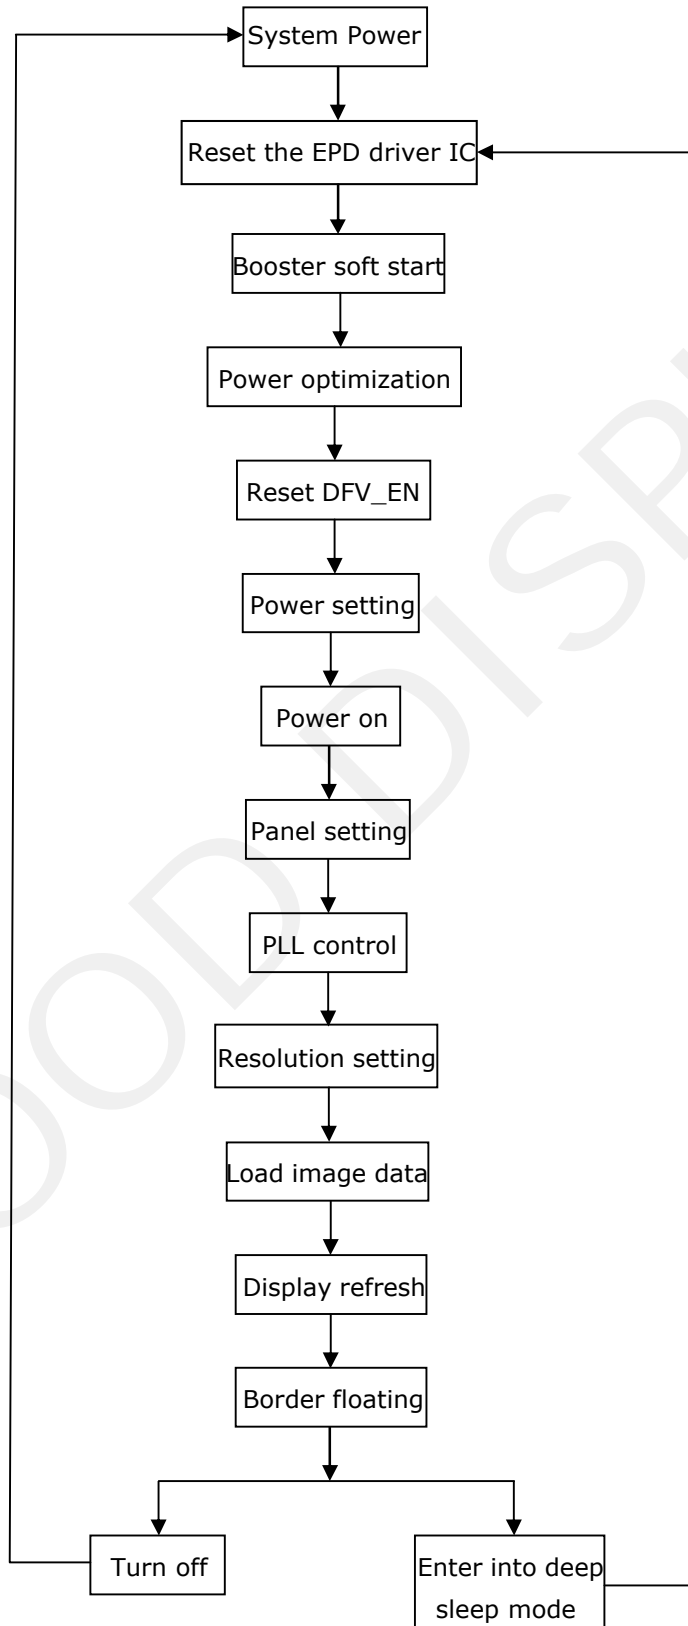 System Power
Reset the EPD driver IC
Booster soft start
Power optimization
Reset DFV_EN
Power setting
Power on
Panel setting
PLL control
Resolution setting
Load image data
Display refresh
Border floating
Turn off
Enter into deep
sleep mode